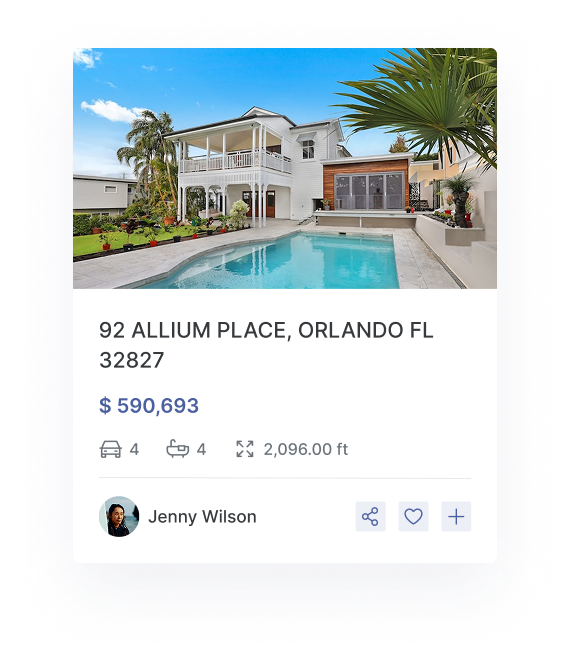 92 ALLIUM PLACE, ORLANDO FL
32827
$ 590,693
4 4 2,096.00 ft
Jenny Wilson